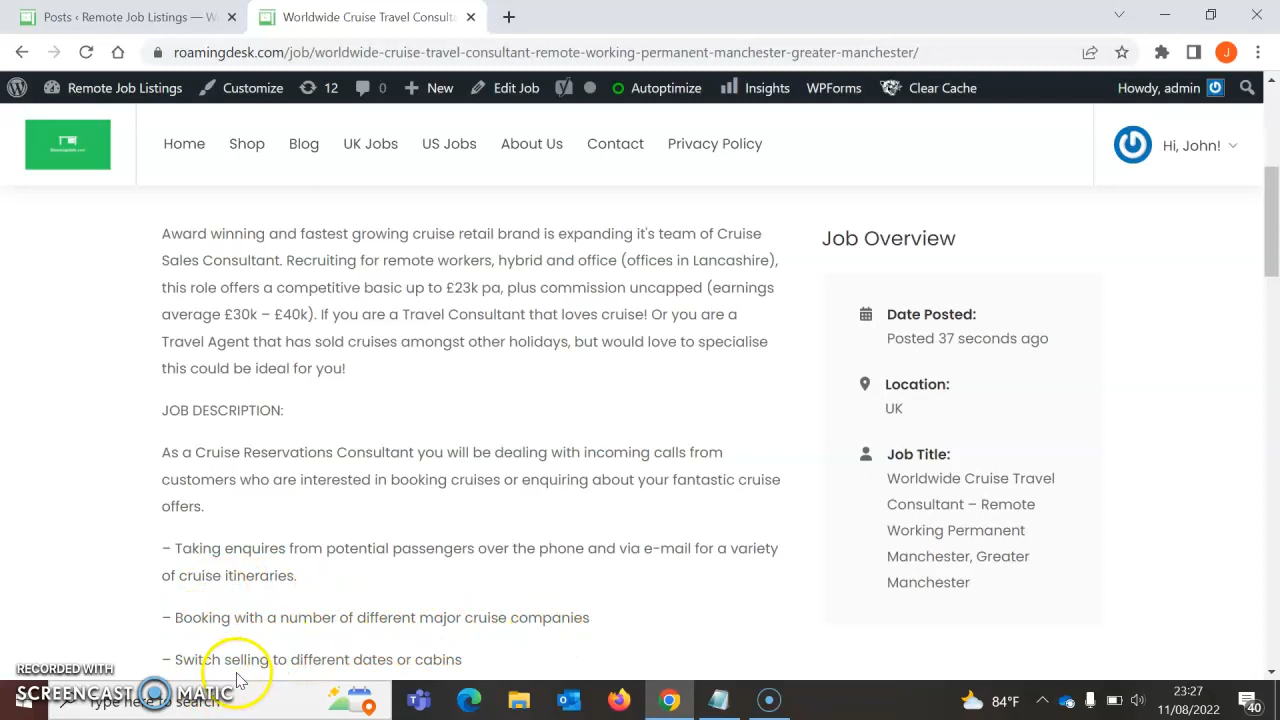 Posts ‹ Remote Job Listings — W
Worldwide Cruise Travel Consulta
roamingdesk.com/job/worldwide-cruise-travel-consultant-remote-working-permanent-manchester-greater-manchester/
J
Remote Job Listings
Customize
12
0
New
Edit Job
Autoptimize
Insights
WPForms
Clear Cache
Howdy, admin
Home
Shop
Blog
UK Jobs
US Jobs
About Us
Contact
Privacy Policy
Hi, John!
Award winning and fastest growing cruise retail brand is expanding it's team of Cruise
Sales Consultant. Recruiting for remote workers, hybrid and office (offices in Lancashire),
this role offers a competitive basic up to £23k pa, plus commission uncapped (earnings
average £30k – £40k). If you are a Travel Consultant that loves cruise! Or you are a
Travel Agent that has sold cruises amongst other holidays, but would love to specialise
this could be ideal for you!
JOB DESCRIPTION:
As a Cruise Reservations Consultant you will be dealing with incoming calls from
customers who are interested in booking cruises or enquiring about your fantastic cruise
offers.
– Taking enquires from potential passengers over the phone and via e-mail for a variety
of cruise itineraries.
– Booking with a number of different major cruise companies
– Switch selling to different dates or cabins
Job Overview
Date Posted:
Posted 37 seconds ago
Location:
UK
Job Title:
Worldwide Cruise Travel
Consultant – Remote
Working Permanent
Manchester, Greater
Manchester
RECORDED WITH
SCREENCAST MATIC
Type here to search
84°F
23:27
11/08/2022
40